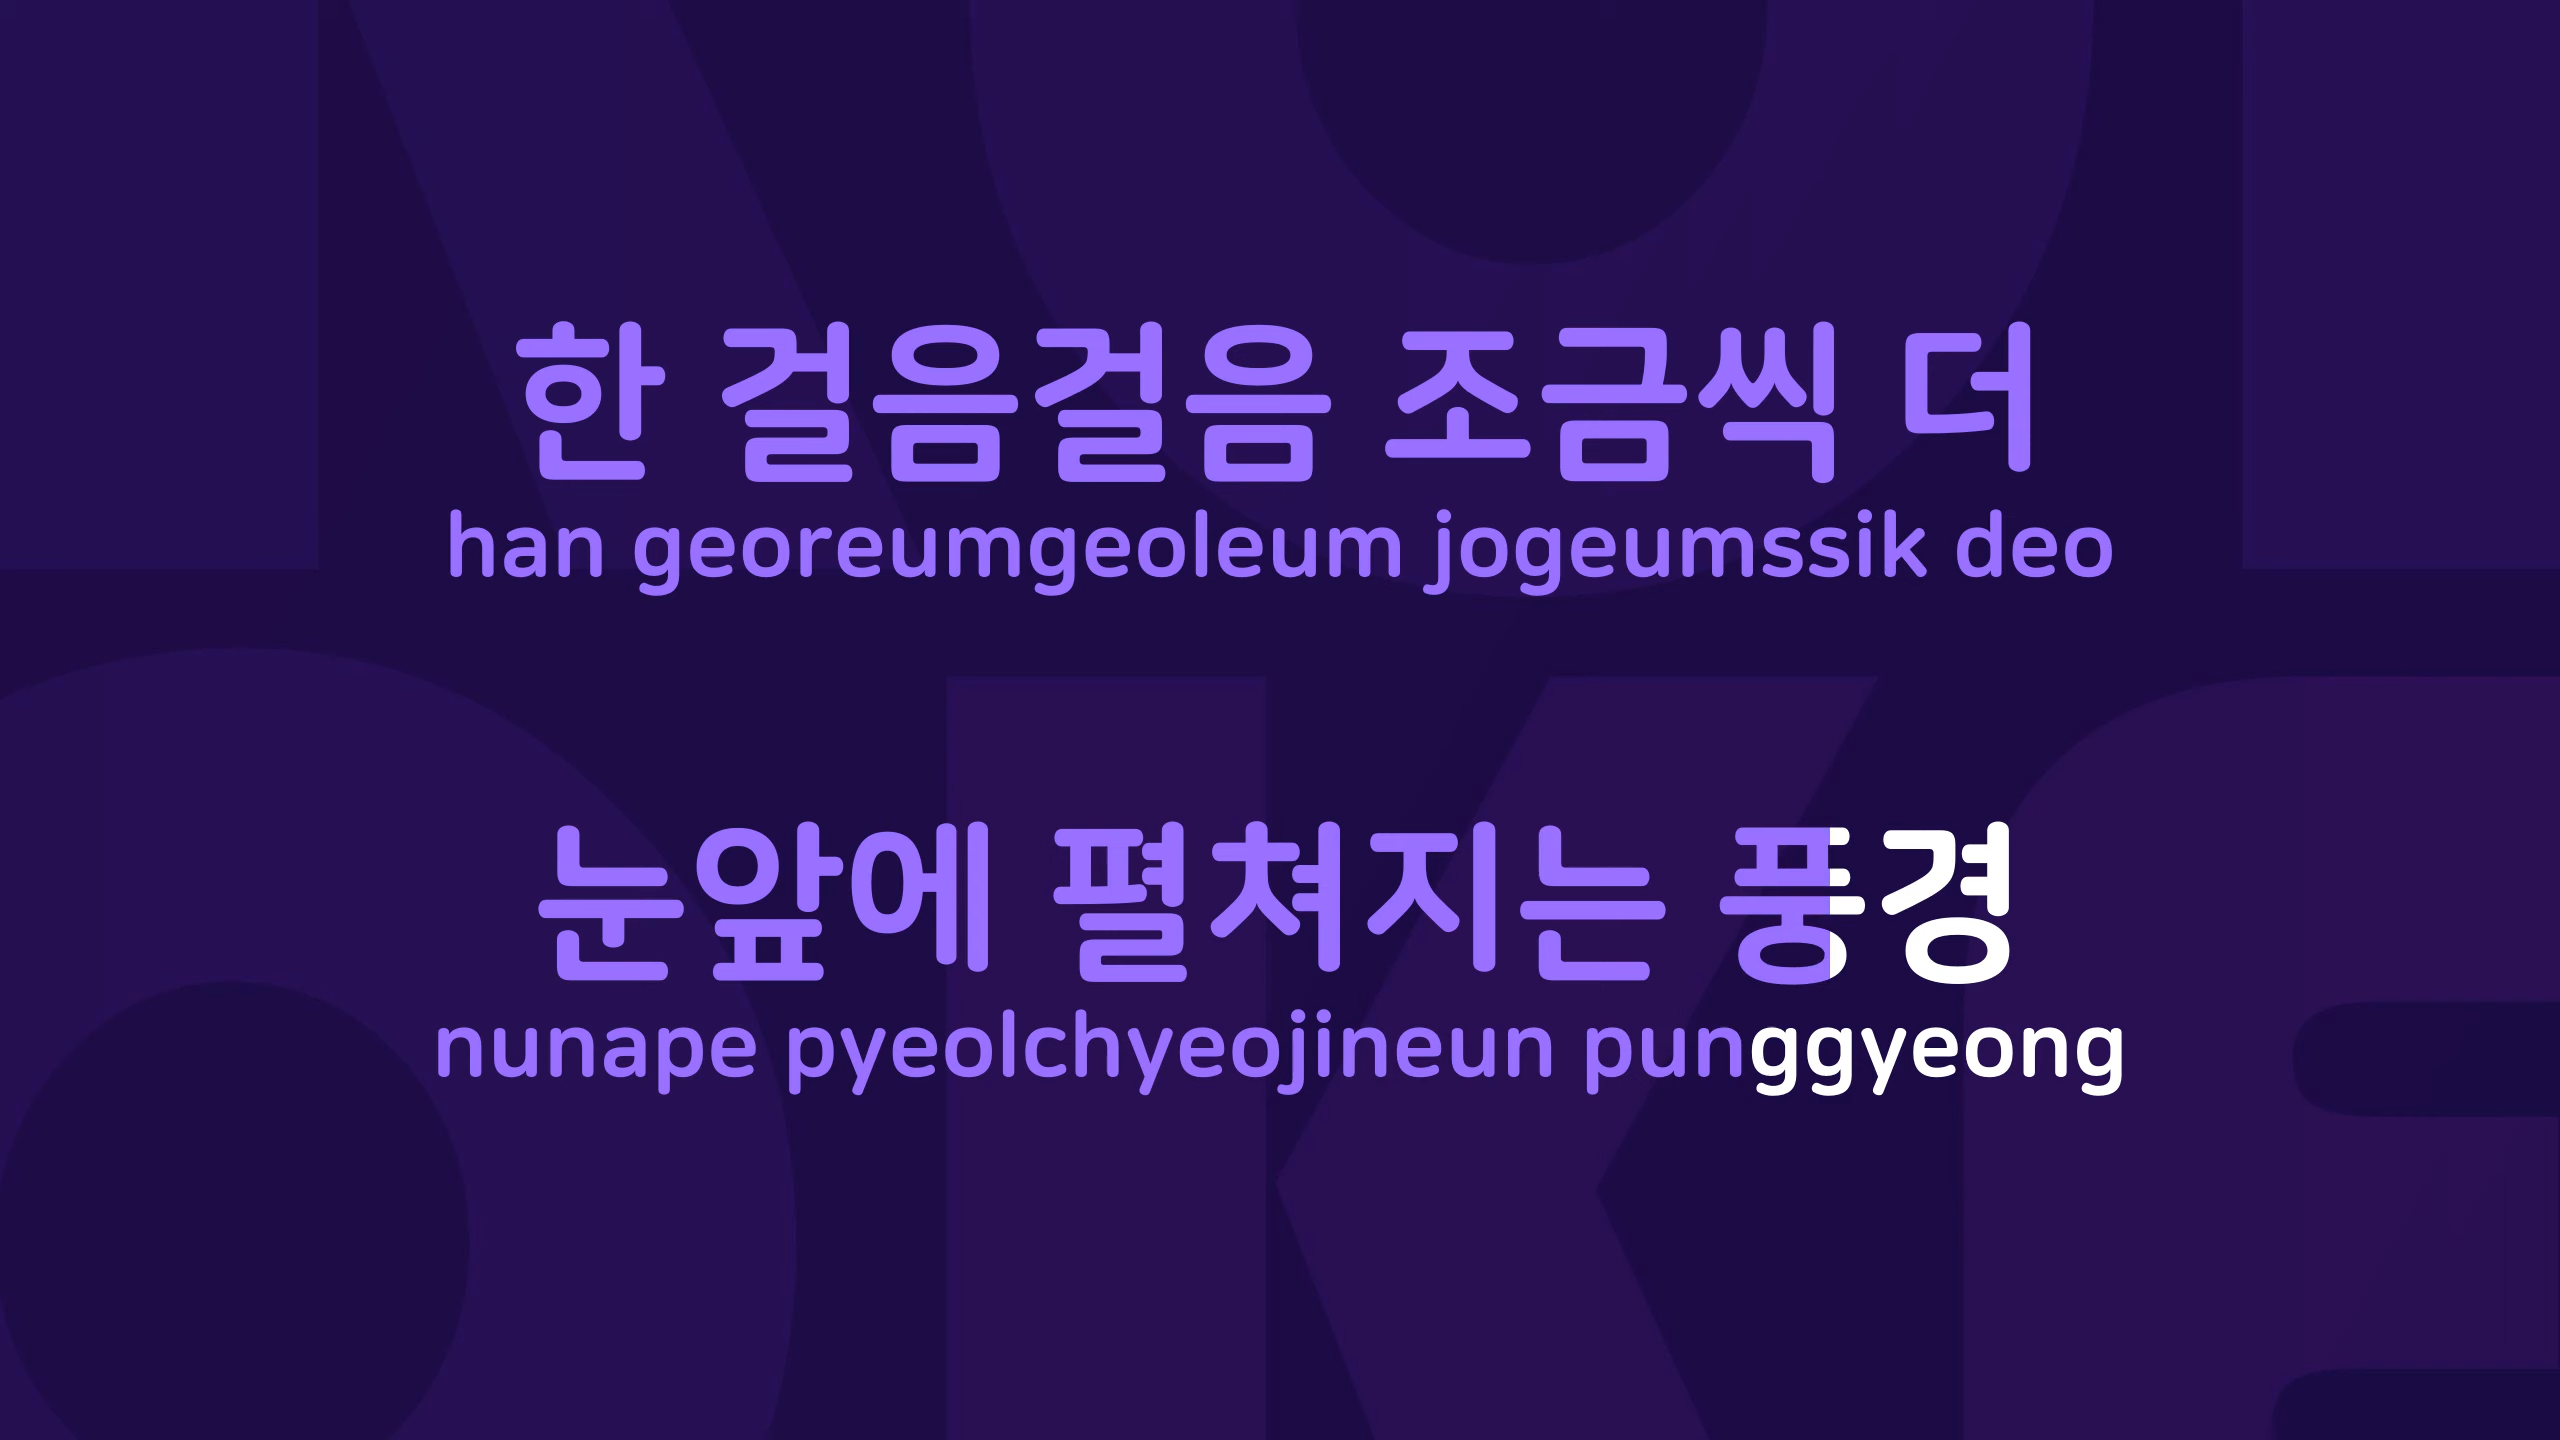 한 걸음걸음 조금씩 더
han georeumgeoleum jogeumssik deo
눈앞에 펼쳐지는 풍경
nunape pyeolchyeojineun punggyeong